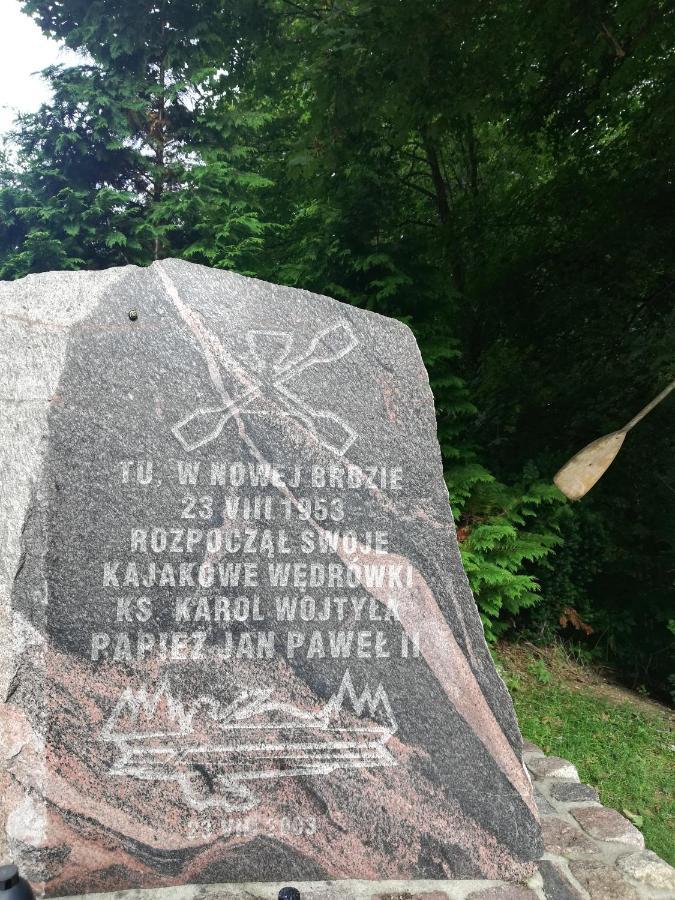 TU, W NOWEJ BRDZIE
23 VIII 1953
ROZPOCZĄŁ SWOJE
KAJAKOWE WĘDRÓWKI
KS. KAROL WOJTYŁA
PAPIEŻ JAN PAWEŁ II
23 VIII 2003